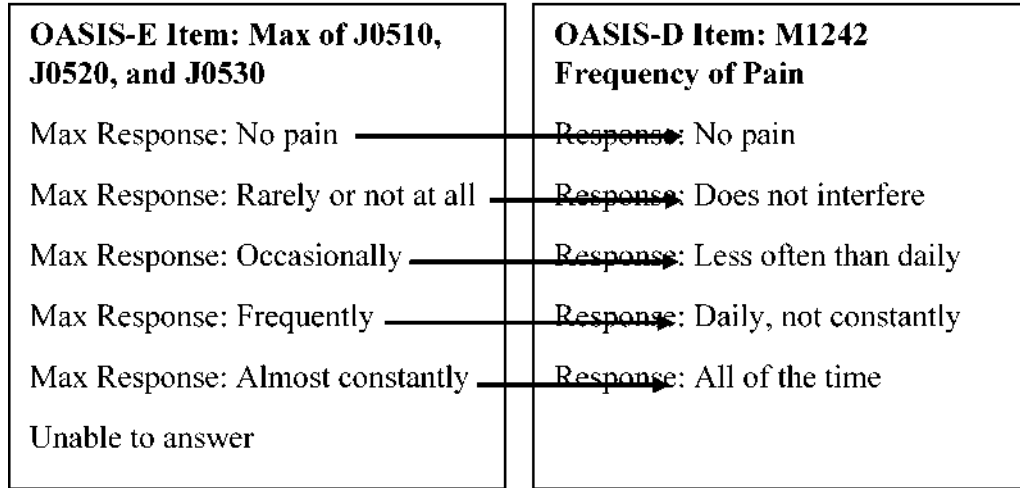 OASIS-E Item: Max of J0510,
J0520, and J0530
Max Response: No pain
Max Response: Rarely or not at all
Max Response: Occasionally
Max Response: Frequently
Max Response: Almost constantly
Unable to answer
OASIS-D Item: M1242
Frequency of Pain
Response: No pain
Response: Does not interfere
Response: Less often than daily
Response: Daily, not constantly
Response: All of the time